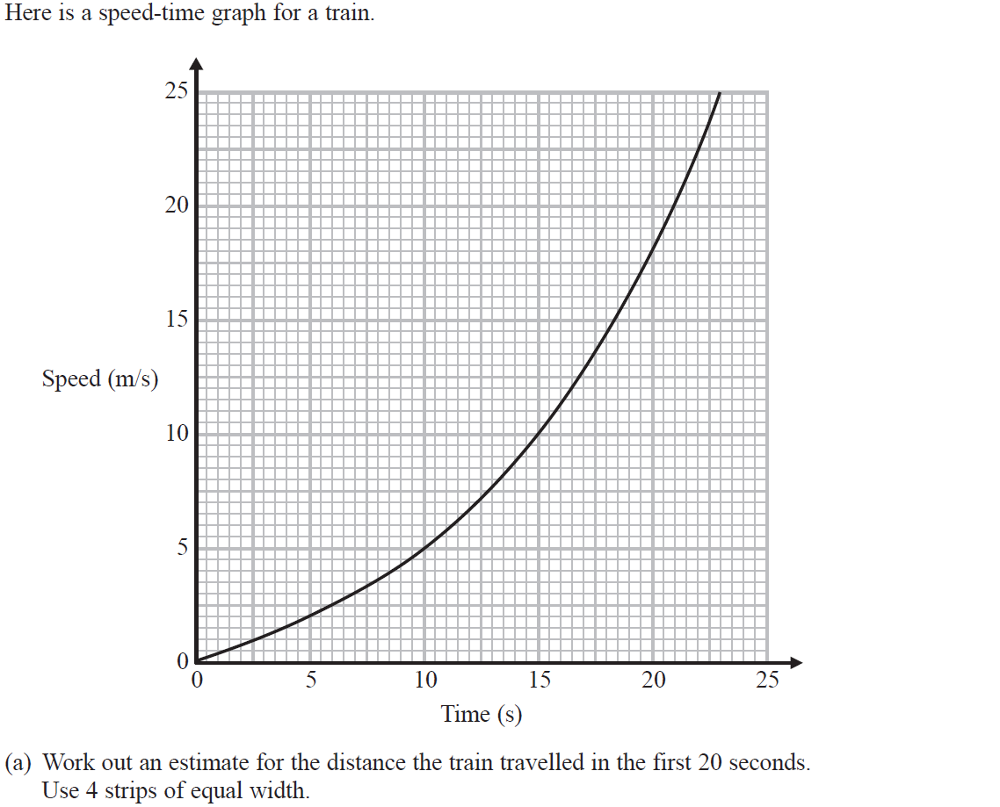 Here is a speed-time graph for a train.
25
20
15
Speed (m/s)
10
5
0
0 5 10 15 20 25
Time (s)
(a) Work out an estimate for the distance the train travelled in the first 20 seconds.
Use 4 strips of equal width.